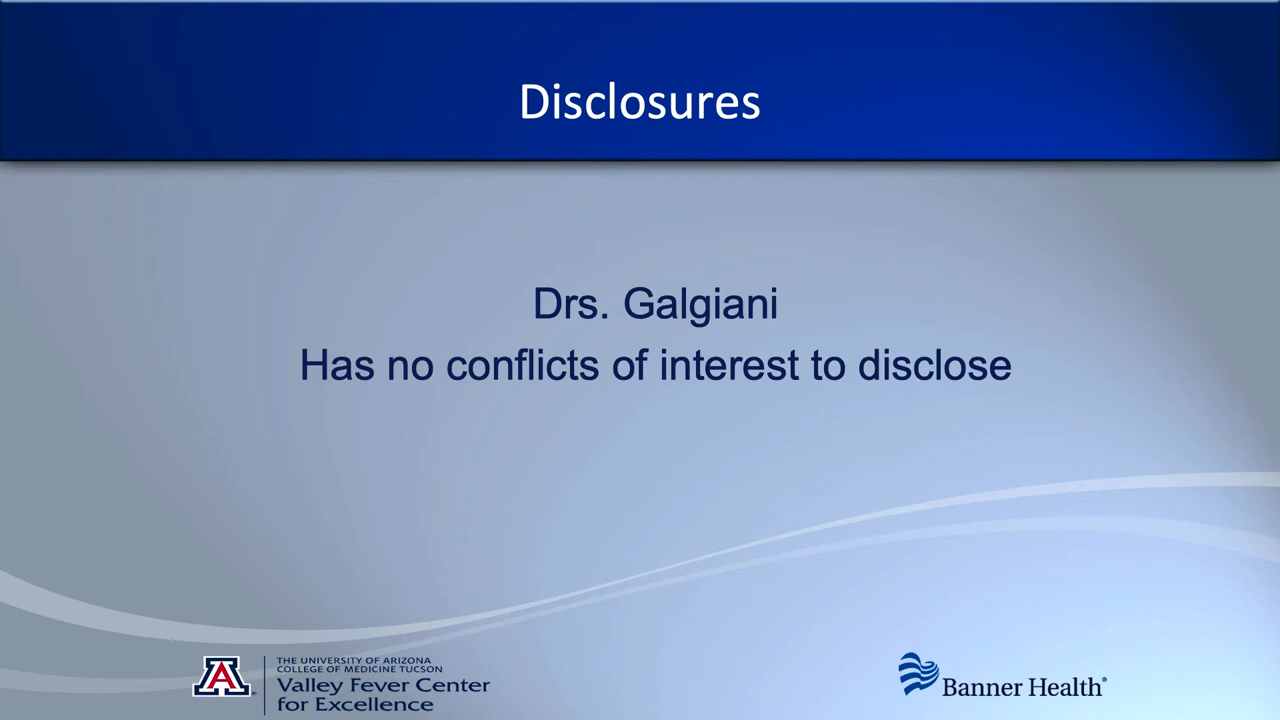 Disclosures
Drs. Galgiani
Has no conflicts of interest to disclose
A
THE UNIVERSITY OF ARIZONA
COLLEGE OF MEDICINE TUCSON
Valley Fever Center
for Excellence
Banner Health®